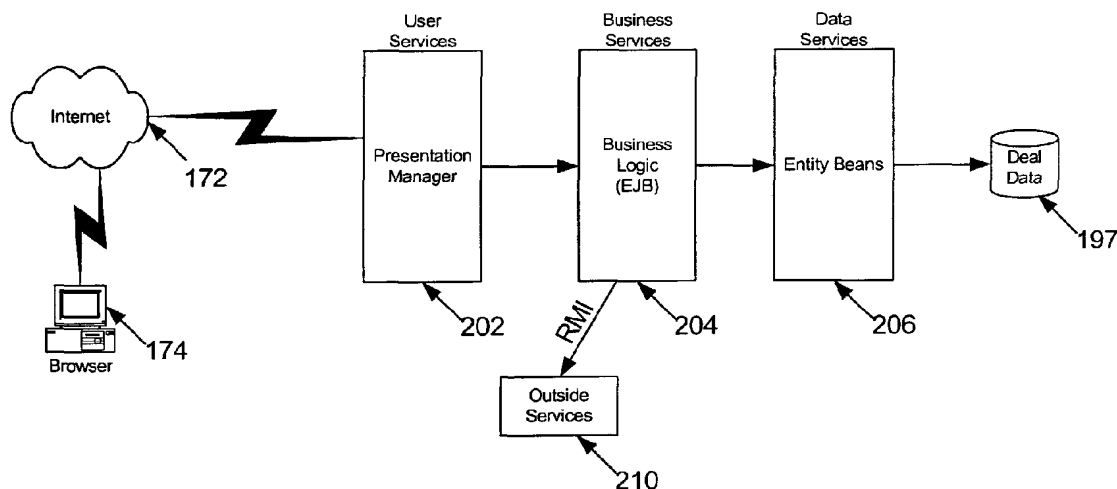 User
Services
Business
Services
Data
Services
Internet
172
Presentation
Manager
Business
Logic
(EJB)
Entity Beans
Deal
Data
197
202
204
206
RMI
174
Browser
Outside
Services
210